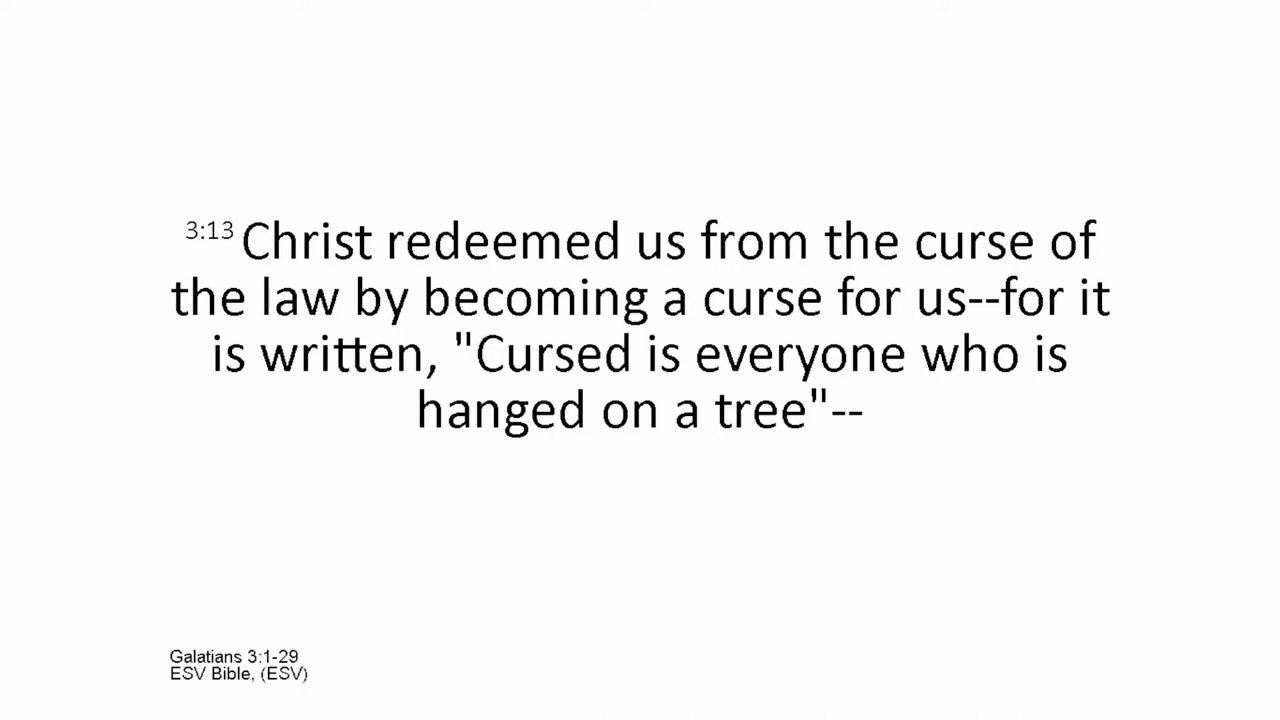 3:13 Christ redeemed us from the curse of
the law by becoming a curse for us--for it
is written, "Cursed is everyone who is
hanged on a tree"--
Galatians 3:1-29
ESV Bible, (ESV)